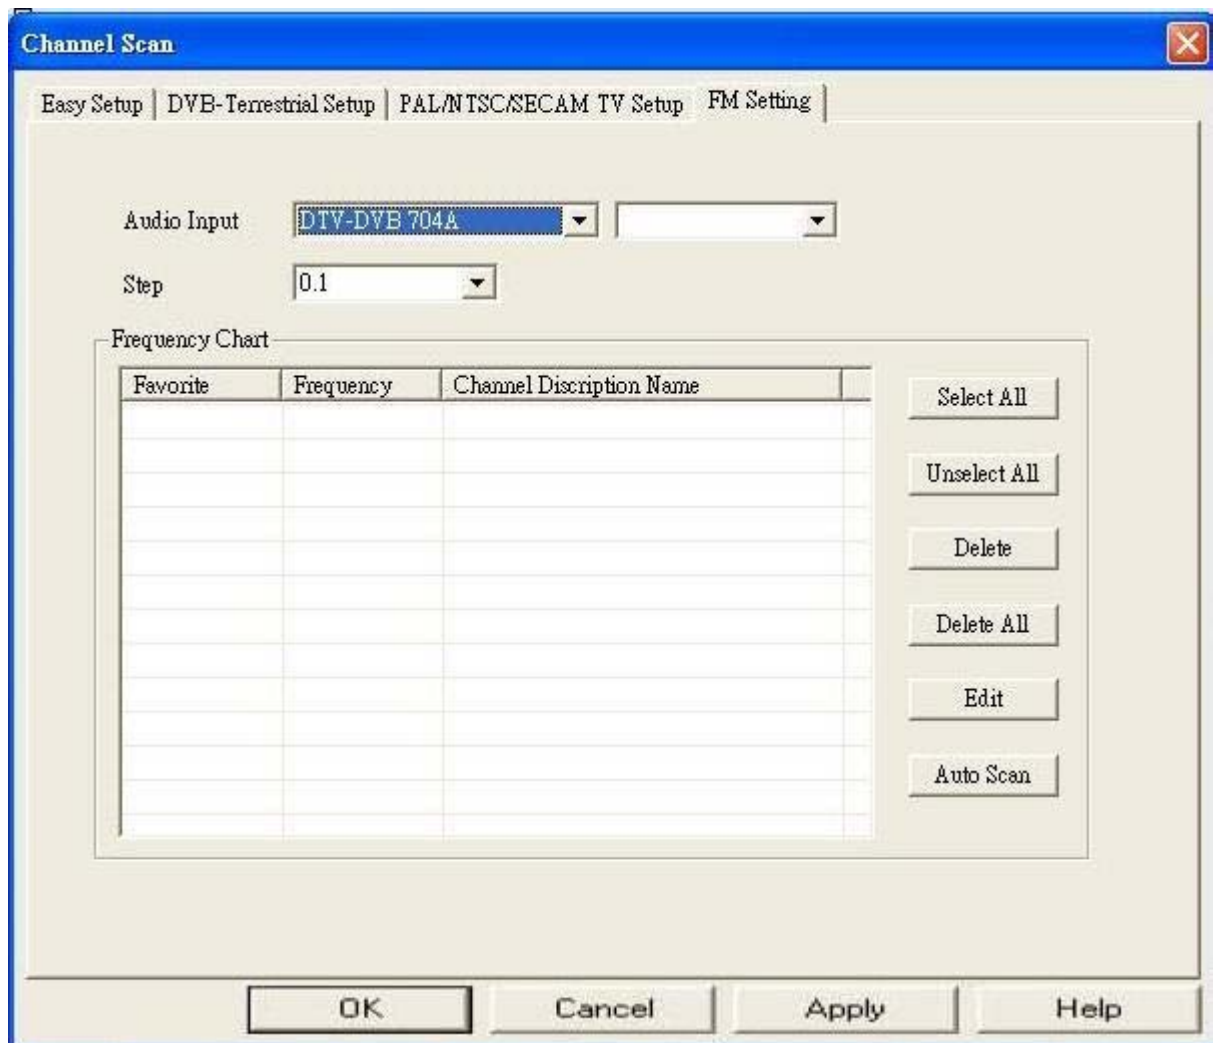 Channel Scan
Easy Setup
DVB-Terrestrial Setup
PAL/NTSC/SECAM TV Setup
FM Setting
Audio Input
DTV-DVB 704A
Step
0.1
Frequency Chart
Favorite
Frequency
Channel Discription Name
Select All
Unselect All
Delete
Delete All
Edit
Auto Scan
OK
Cancel
Apply
Help